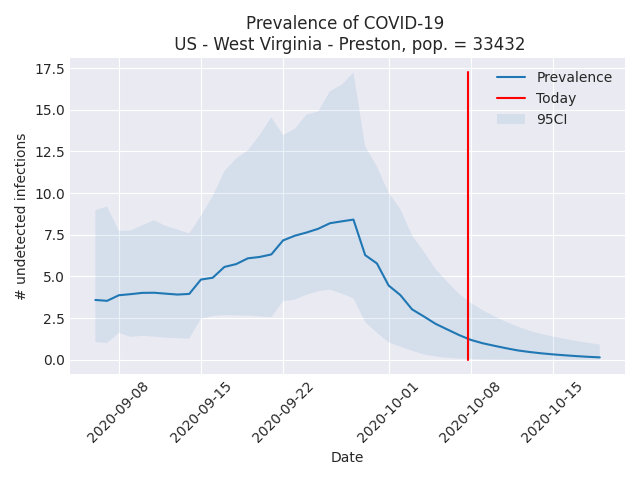 Prevalence of COVID-19
US - West Virginia - Preston, pop. = 33432
17.5
15.0
12.5
10.0
7.5
5.0
2.5
0.0
# undetected infections
Prevalence
Today
95CI
2020-09-08
2020-09-15
2020-09-22
2020-10-01
2020-10-08
2020-10-15
Date